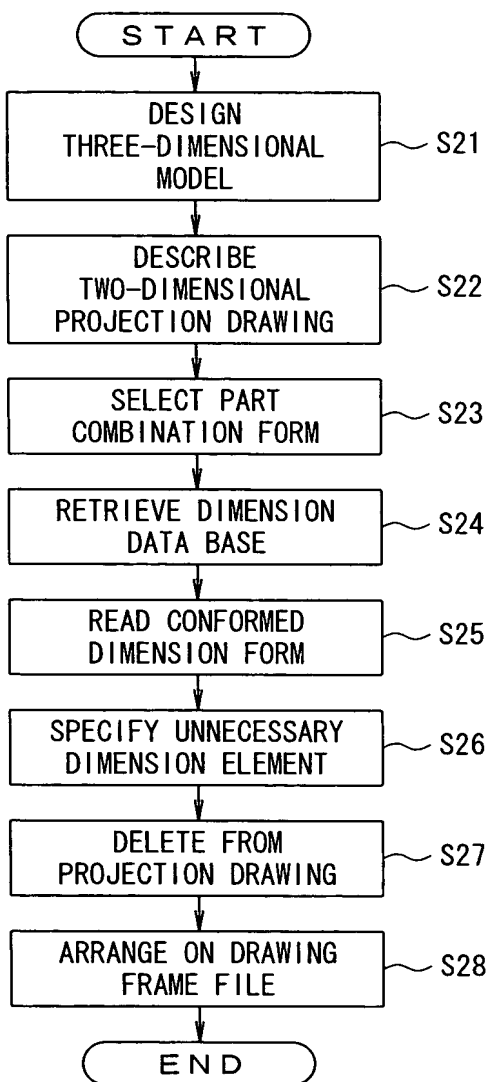 START
DESIGN
THREE-DIMENSIONAL
MODEL
S21
DESCRIBE
TWO-DIMENSIONAL
PROJECTION DRAWING
S22
SELECT PART
COMBINATION FORM
S23
RETRIEVE DIMENSION
DATA BASE
S24
READ CONFORMED
DIMENSION FORM
S25
SPECIFY UNNECESSARY
DIMENSION ELEMENT
S26
DELETE FROM
PROJECTION DRAWING
S27
ARRANGE ON DRAWING
FRAME FILE
S28
END